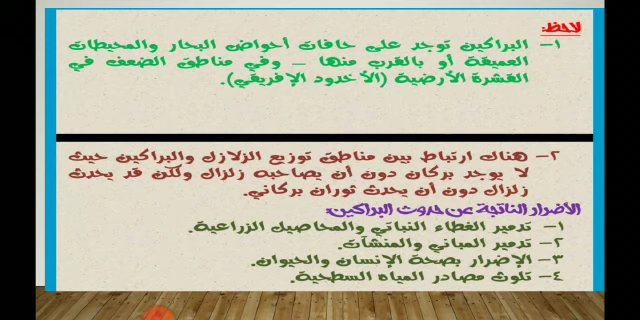 لاحظ:
١- البراكين توجد على حافات أحواض البحار والمحيطات
العميقة أو بالقرب منها – وفي مناطق الضعف في
القشرة الأرضية (الأخدود الإفريقي).
٢- هناك ارتباط بين مناطق توزيع الزلازل والبراكين حيث
لا يوجد بركان دون أن يصاحبه زلزال ولكن قد يحدث
زلزال دون أن يحدث ثوران بركاني.
الأضرار الناتجة عن حدوث البراكين:
١- تدمير الغطاء النباتي والمحاصيل الزراعية.
٢- تدمير المباني والمنشآت.
٣- الإضرار بصحة الإنسان والحيوان.
٤- تلوث مصادر المياه السطحية.